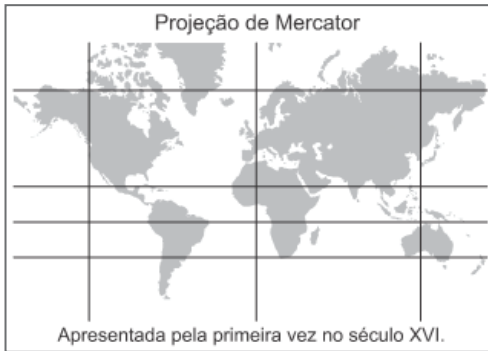 Projeção de Mercator
Apresentada pela primeira vez no século XVI.